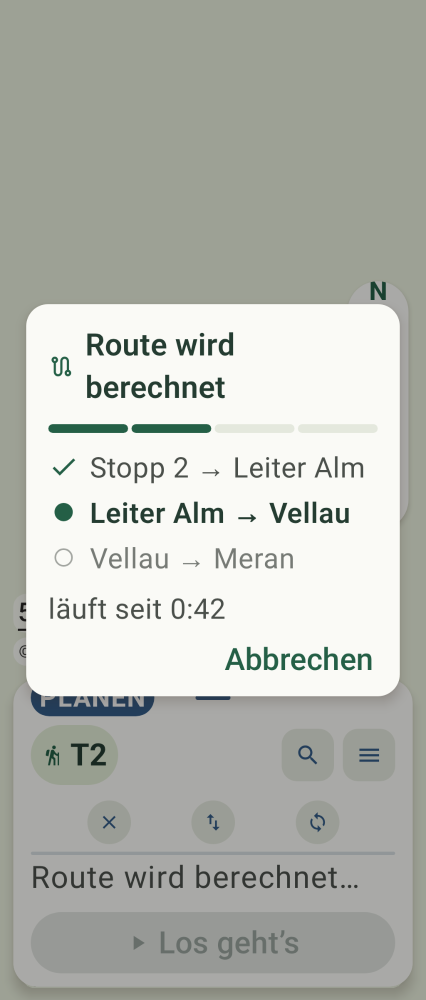 N
Route wird
berechnet
Stopp 2 → Leiter Alm
Leiter Alm → Vellau
Vellau → Meran
läuft seit 0:42
Abbrechen
PLANEN
T2
Route wird berechnet…
Los geht’s